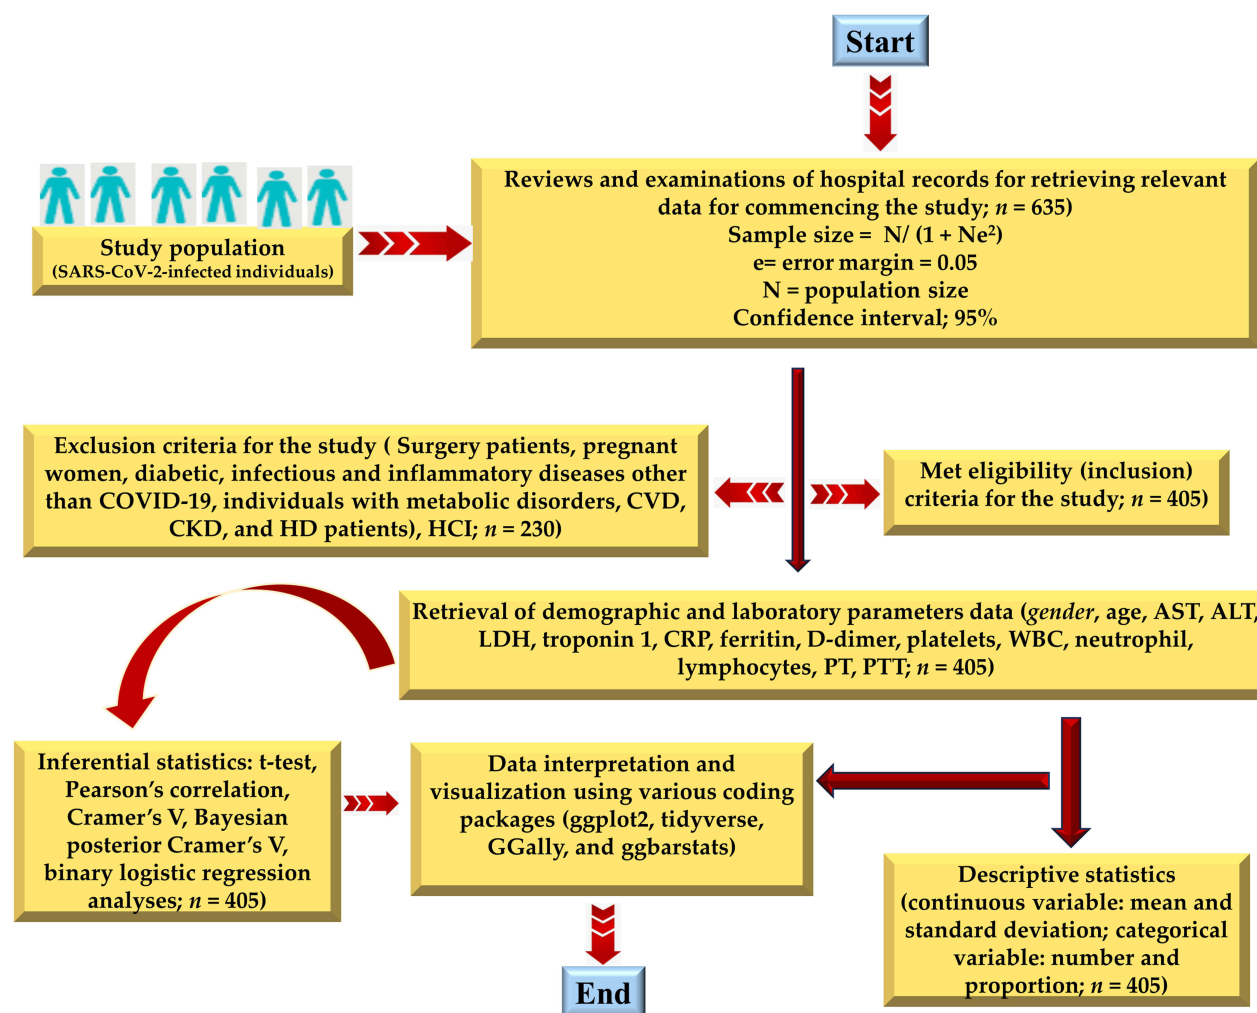 Start
Reviews and examinations of hospital records for retrieving relevant
data for commencing the study; n = 635)
Sample size = N/ (1 + Ne²)
e= error margin = 0.05
N = population size
Confidence interval; 95%
Study population
(SARS-CoV-2-infected individuals)
Exclusion criteria for the study ( Surgery patients, pregnant
women, diabetic, infectious and inflammatory diseases other
than COVID-19, individuals with metabolic disorders, CVD,
CKD, and HD patients), HCI; n = 230)
Met eligibility (inclusion)
criteria for the study; n = 405)
Retrieval of demographic and laboratory parameters data (gender, age, AST, ALT,
LDH, troponin 1, CRP, ferritin, D-dimer, platelets, WBC, neutrophil,
lymphocytes, PT, PTT; n = 405)
Inferential statistics: t-test,
Pearson’s correlation,
Cramer’s V, Bayesian
posterior Cramer’s V,
binary logistic regression
analyses; n = 405)
Data interpretation and
visualization using various coding
packages (ggplot2, tidyverse,
GGally, and ggbarstats)
Descriptive statistics
(continuous variable: mean and
standard deviation; categorical
variable: number and
proportion; n = 405)
End